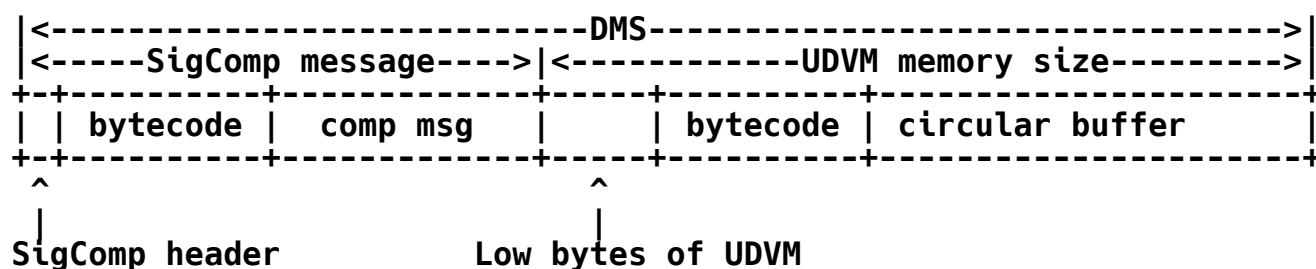 |<----------------------------DMS--------------------------------->|
|<-----SigComp message---->|<------------UDVM memory size--------->|
+-+----------+-------------+-----+----------+----------------------+
| | bytecode |  comp msg   |     | bytecode | circular buffer      |
+-+----------+-------------+-----+----------+----------------------+
 ^                            ^
 |                            |
SigComp header          Low bytes of UDVM